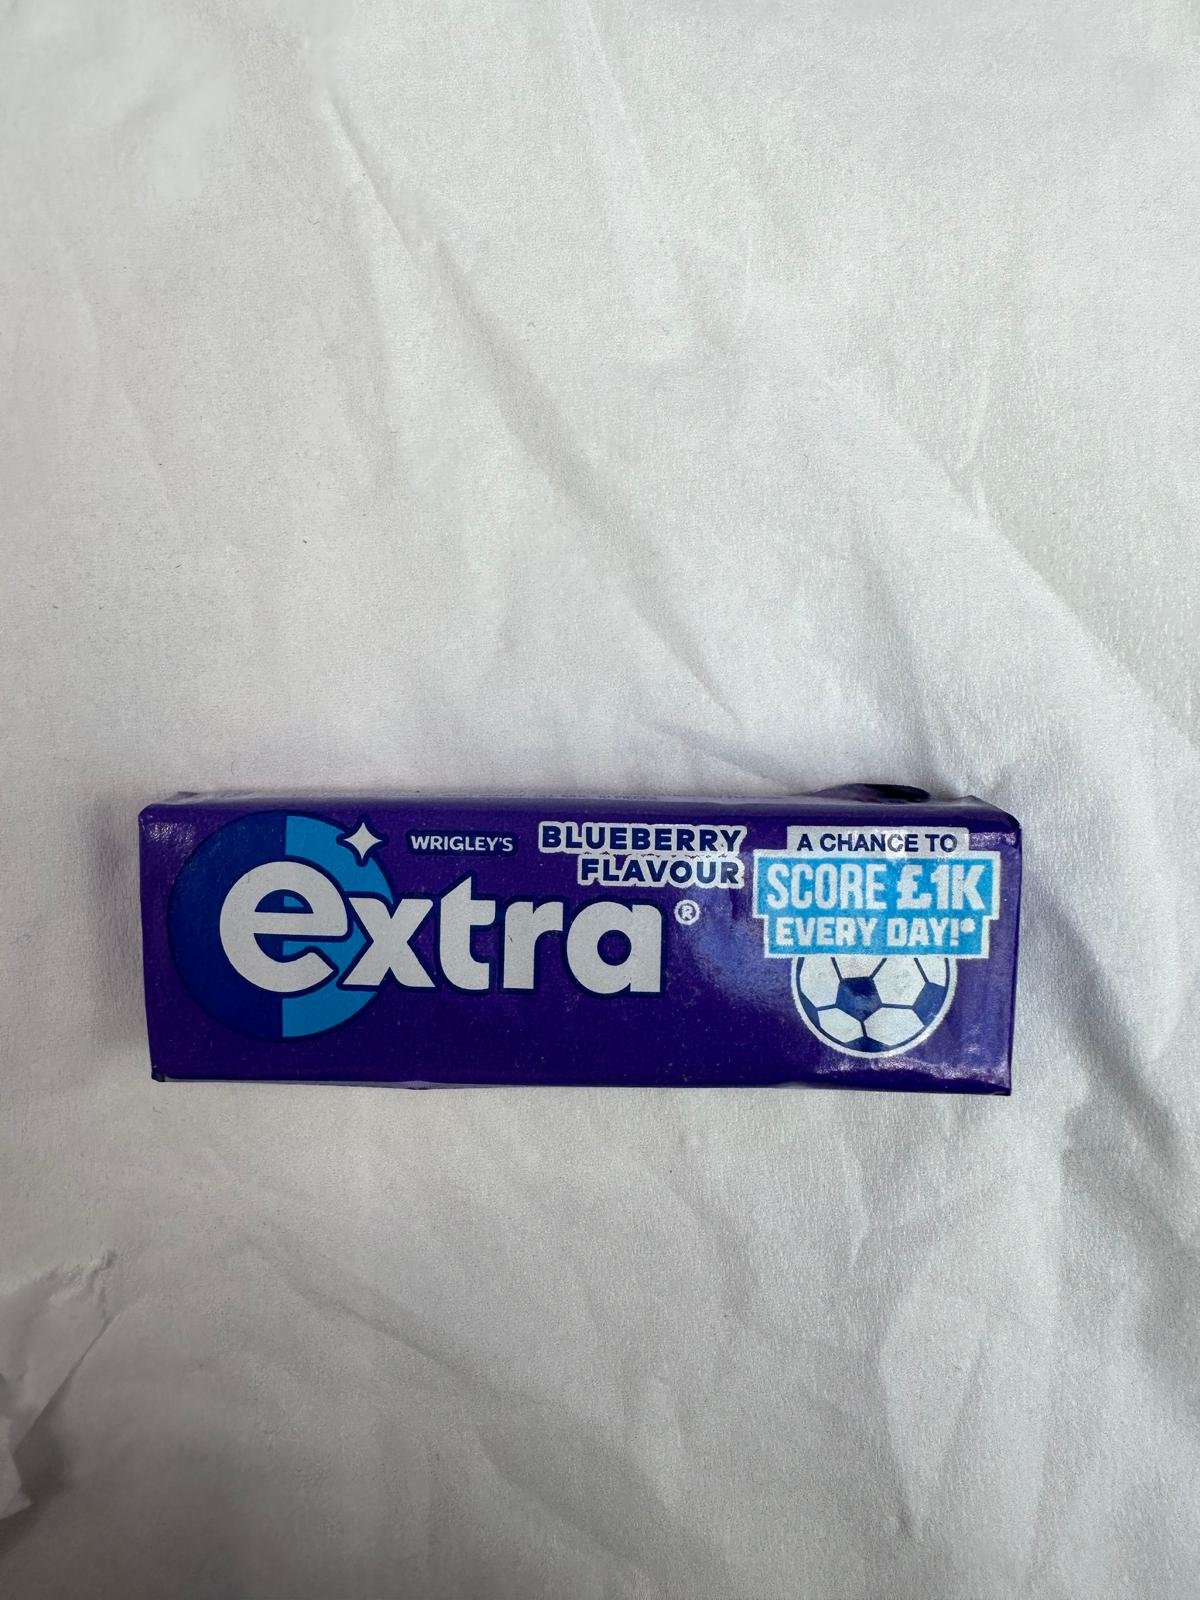 WRIGLEY'S
extra®
BLUEBERRY
FLAVOUR
A CHANCE TO
SCORE £1K
EVERY DAY!*